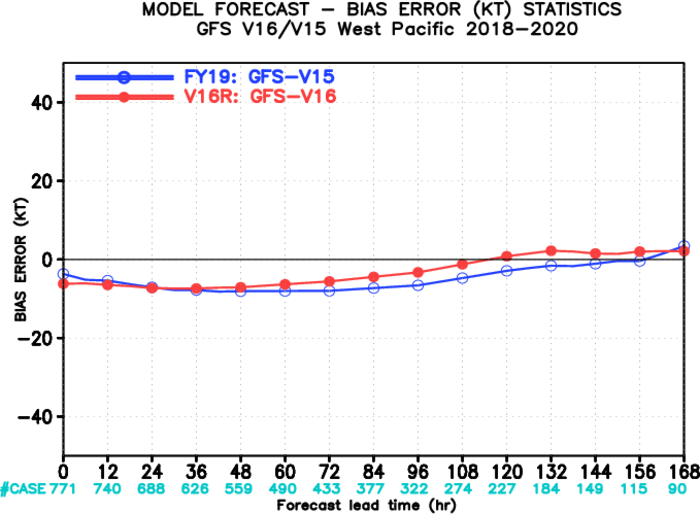 MODEL FORECAST - BIAS ERROR (KT) STATISTICS
GFS V16/V15 West Pacific 2018-2020
FY19: GFS-V15
V16R: GFS-V16
40
20
0
-20
-40
BIAS ERROR (KT)
0 12 24 36 48 60 72 84 96 108 120 132 144 156 168
#CASE 771 740 688 626 559 490 433 377 322 274 227 184 149 115 90
Forecast lead time (hr)